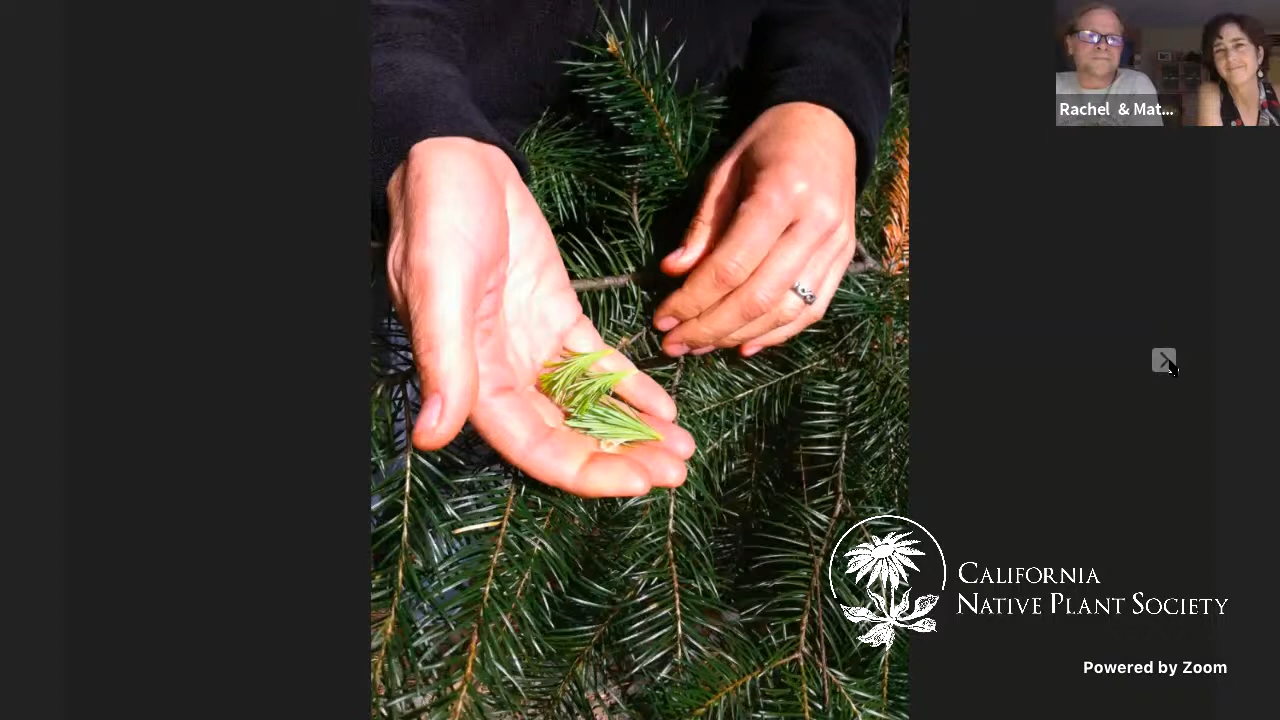 Rachel & Mat...
CALIFORNIA
NATIVE PLANT SOCIETY
Powered by Zoom